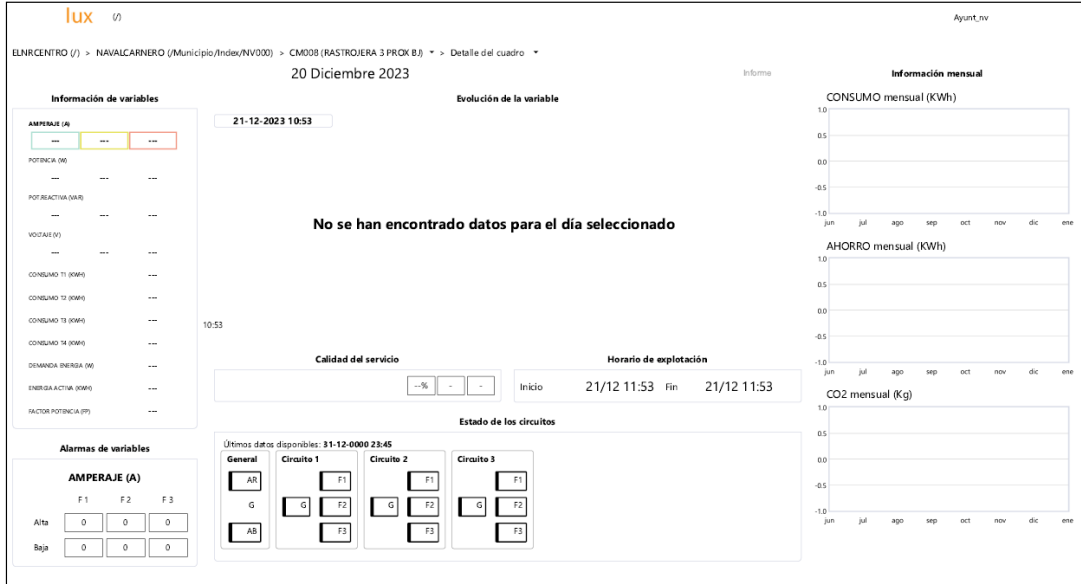 lux (/)
Ayunt_nv
ELNRCENTRO (/) > NAVALCARNERO (/Municipio/Index/NV000) > CM008 (RASTROJERA 3 PROX BJ) > Detalle del cuadro
20 Diciembre 2023
Informe
Información mensual
Información de variables
AMPERAJE (A)
--- --- ---
POTENCIA (W)
--- --- ---
POT.REACTIVA (VAR)
--- --- ---
VOLTAJE (V)
--- --- ---
CONSUMO T1 (KWH) ---
CONSUMO T2 (KWH) ---
CONSUMO T3 (KWH) ---
CONSUMO T4 (KWH) ---
DEMANDA ENERGIA (W) ---
ENERGIA ACTIVA (KWH) ---
FACTOR POTENCIA (FP) ---
Alarmas de variables
AMPERAJE (A)
F 1 F 2 F 3
Alta 0 0 0
Baja 0 0 0
Evolución de la variable
21-12-2023 10:53
No se han encontrado datos para el día seleccionado
10:53
Calidad del servicio
--% - -
Horario de explotación
Inicio 21/12 11:53 Fin 21/12 11:53
Estado de los circuitos
Últimos datos disponibles: 31-12-0000 23:45
General Circuito 1 Circuito 2 Circuito 3
AR F1 F1 F1
G G F2 G F2 G F2
AB F3 F3 F3
CONSUMO mensual (KWh)
1.0
0.5
0.0
-0.5
-1.0
jun jul ago sep oct nov dic ene
AHORRO mensual (KWh)
1.0
0.5
0.0
-0.5
-1.0
jun jul ago sep oct nov dic ene
CO2 mensual (Kg)
1.0
0.5
0.0
-0.5
-1.0
jun jul ago sep oct nov dic ene